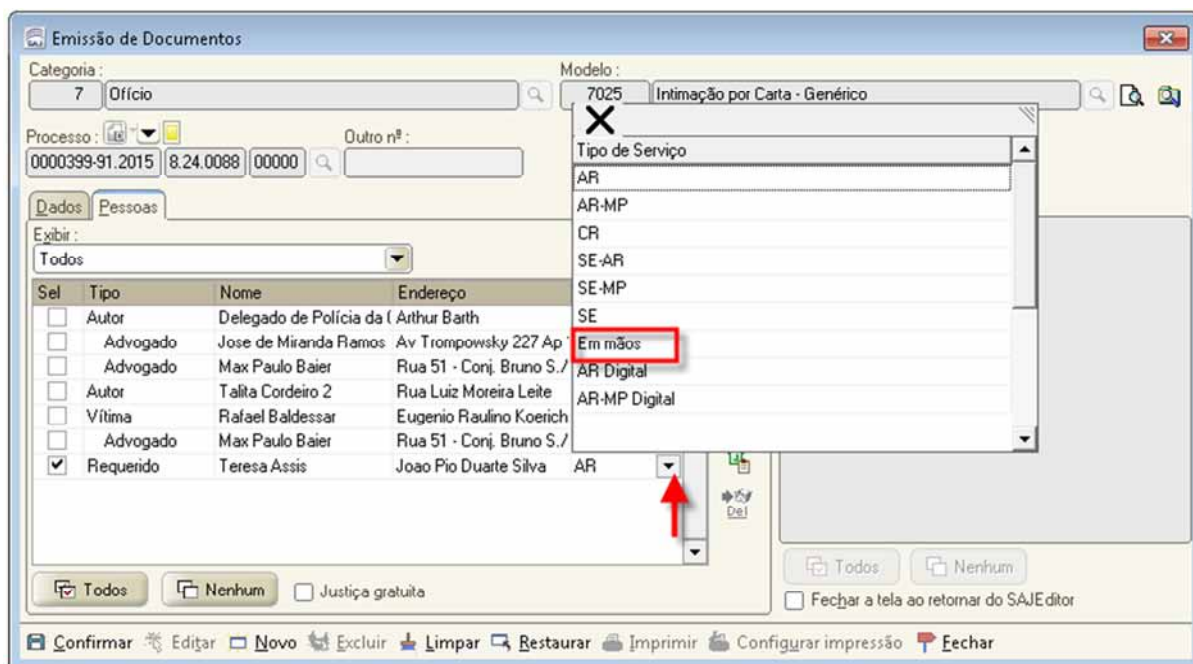 Emissão de Documentos
Categoria : Modelo :
7 Ofício 7025 Intimação por Carta - Genérico
Processo : Outro nº :
0000399-91.2015 8.24.0088 00000
Tipo de Serviço
AR
AR-MP
CR
SE-AR
SE-MP
SE
Em mãos
AR Digital
AR-MP Digital
Dados Pessoas
Exibir :
Todos
Sel Tipo Nome Endereço
Autor Delegado de Polícia da Arthur Barth
Advogado Jose de Miranda Ramos Av Trompowsky 227 Ap
Advogado Max Paulo Baier Rua 51 - Conj. Bruno S./
Autor Talita Cordeiro 2 Rua Luiz Moreira Leite
Vítima Rafael Baldessar Eugenio Raulino Koerich
Advogado Max Paulo Baier Rua 51 - Conj. Bruno S./
Requerido Teresa Assis Joao Pio Duarte Silva AR
Del
Todos Nenhum Justiça gratuita
Todos Nenhum
Fechar a tela ao retornar do SAJEditor
Confirmar Editar Novo Excluir Limpar Restaurar Imprimir Configurar impressão Fechar